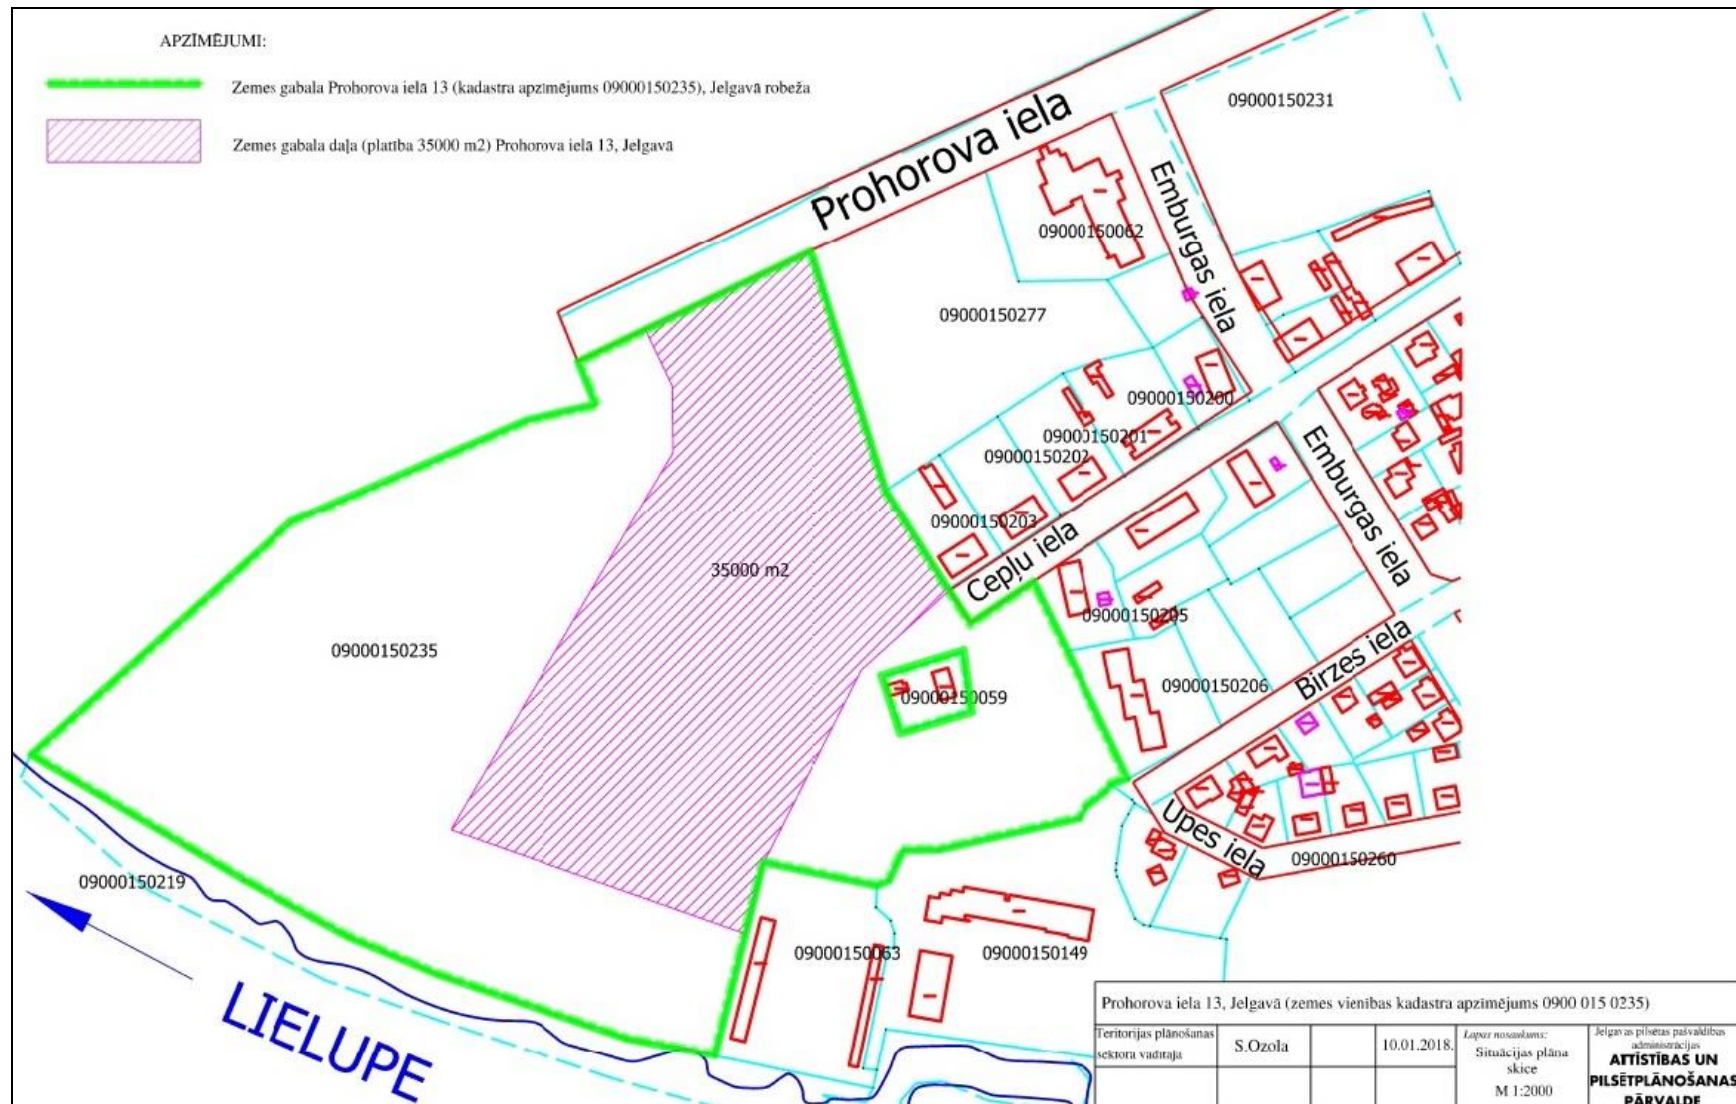 APZĪMĒJUMI:
Zemes gabala Prohorova ielā 13 (kadastra apzīmējums 09000150235), Jelgavā robeža
Zemes gabala daļa (platība 35000 m2) Prohorova ielā 13, Jelgavā
Prohorova iela
09000150231
Emburgas iela
09000150062
09000150277
09000150200
09000150201
09000150202
09000150203
Cepļu iela
Emburgas iela
35000 m2
09000150205
09000150235
09000150059
09000150206
Birzes iela
Upes iela
09000150260
09000150219
09000150063
09000150149
LIELUPE
Prohorova iela 13, Jelgavā (zemes vienības kadastra apzīmējums 0900 015 0235)
Teritorijas plānošanas
sektora vadītāja
S.Ozola
10.01.2018.
Lapas nosaukums:
Situācijas plāna
skice
M 1:2000
Jelgavas pilsētas pašvaldības
administrācijas
ATTĪSTĪBAS UN
PILSĒTPLĀNOŠANAS
PĀRVALDE